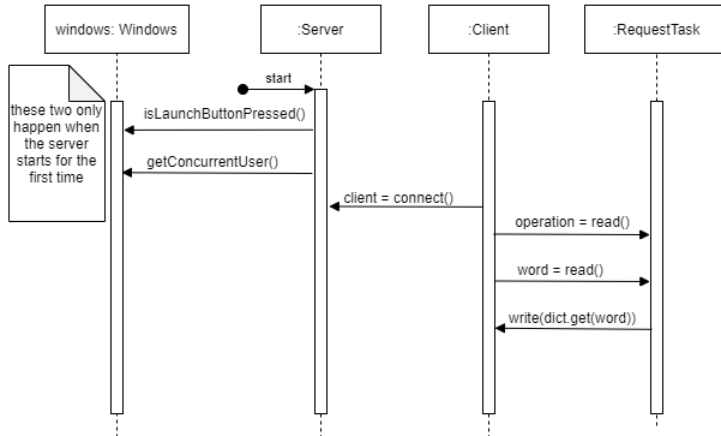 windows: Windows
:Server
:Client
:RequestTask
start
these two only
happen when
the server
starts for the
first time
isLaunchButtonPressed()
getConcurrentUser()
client = connect()
operation = read()
word = read()
write(dict.get(word))